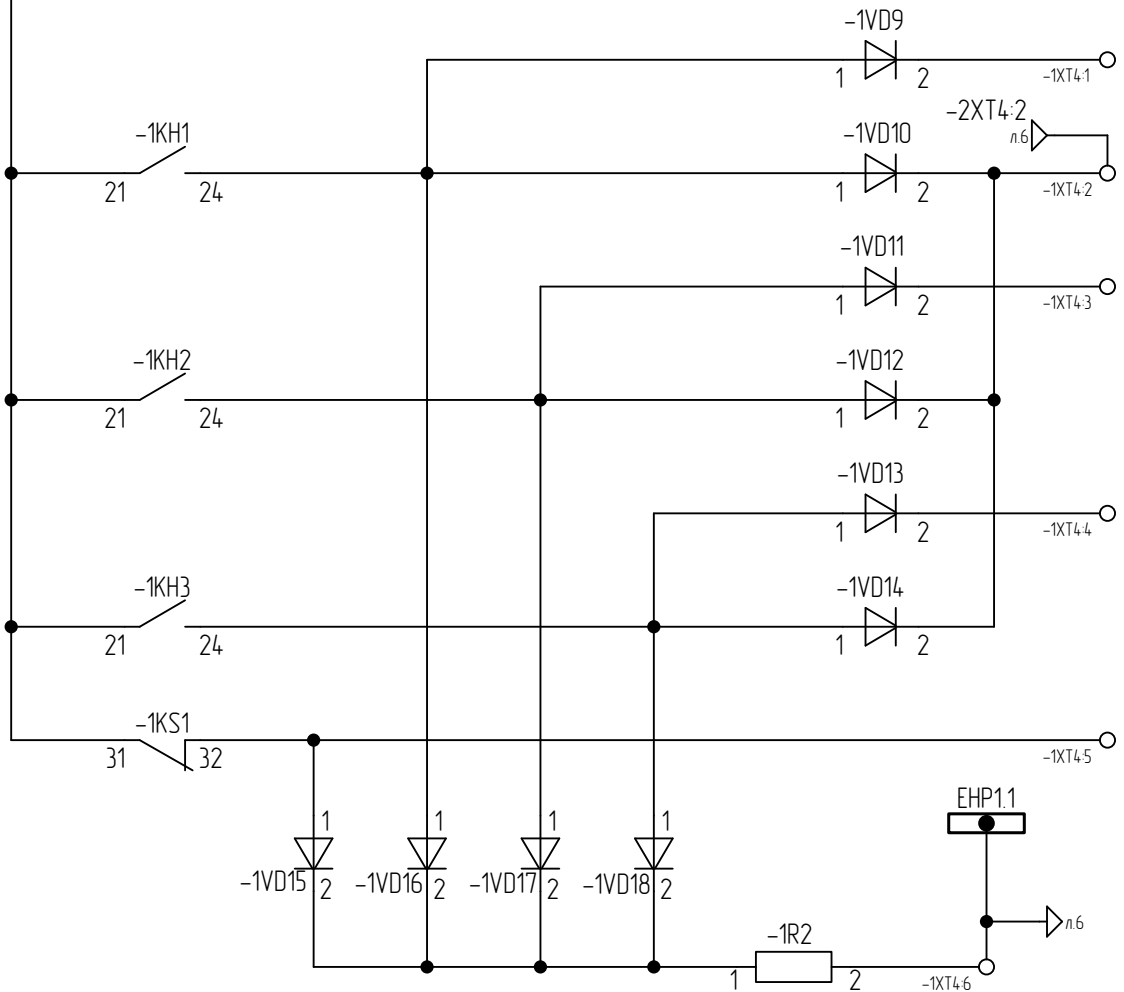 -1VD9
1 2
-1XT4:1
-2XT4:2
л.6
-1KH1
-1VD10
21 24
1 2
-1XT4:2
-1VD11
1 2
-1XT4:3
-1KH2
-1VD12
21 24
1 2
-1VD13
1 2
-1XT4:4
-1KH3
-1VD14
21 24
1 2
-1KS1
31 32
-1XT4:5
EHP1.1
1 1 1 1
-1VD15 2 -1VD16 2 -1VD17 2 -1VD18 2
л.6
-1R2
1 2
-1XT4:6